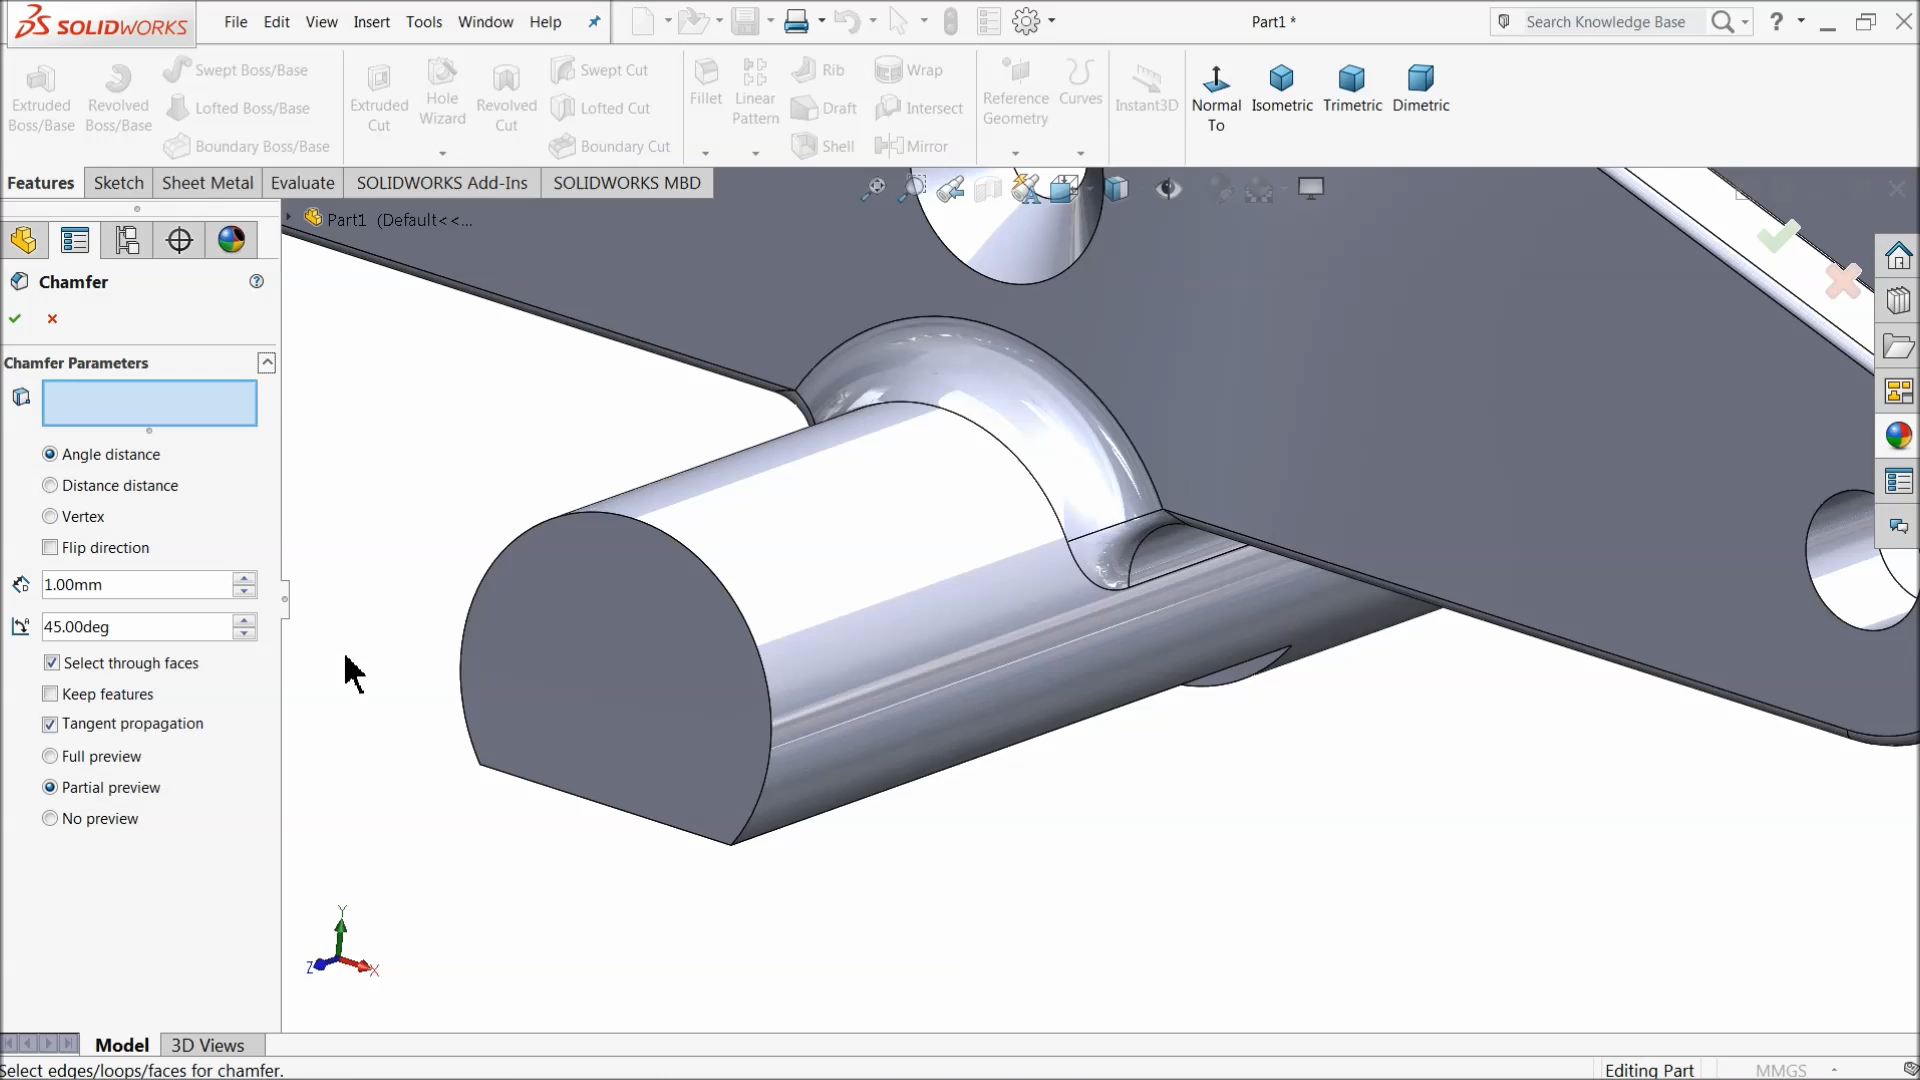 SOLIDWORKS
File Edit View Insert Tools Window Help
Part1 *
Search Knowledge Base
?
Extruded Boss/Base
Revolved Boss/Base
Swept Boss/Base
Lofted Boss/Base
Boundary Boss/Base
Extruded Cut
Hole Wizard
Revolved Cut
Swept Cut
Lofted Cut
Boundary Cut
Fillet
Linear Pattern
Rib
Draft
Shell
Wrap
Intersect
Mirror
Reference Geometry
Curves
Instant3D
Normal To
Isometric
Trimetric
Dimetric
Features Sketch Sheet Metal Evaluate SOLIDWORKS Add-Ins SOLIDWORKS MBD
Part1 (Default<<...
Chamfer
Chamfer Parameters
Angle distance
Distance distance
Vertex
Flip direction
1.00mm
45.00deg
Select through faces
Keep features
Tangent propagation
Full preview
Partial preview
No preview
Y
Z
X
Model 3D Views
Select edges/loops/faces for chamfer.
Editing Part
MMGS